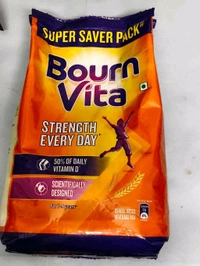 SUPER SAVER PACK*
Bourn
Vita
STRENGTH
EVERY DAY*
50% OF DAILY
VITAMIN D
SCIENTIFICALLY
DESIGNED